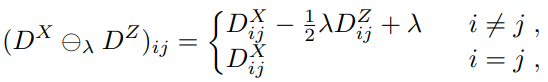 (D^X ⊖_λ D^Z)_{ij} = { D^X_{ij} − ½λD^Z_{ij} + λ    i ≠ j ,
D^X_{ij}    i = j ,